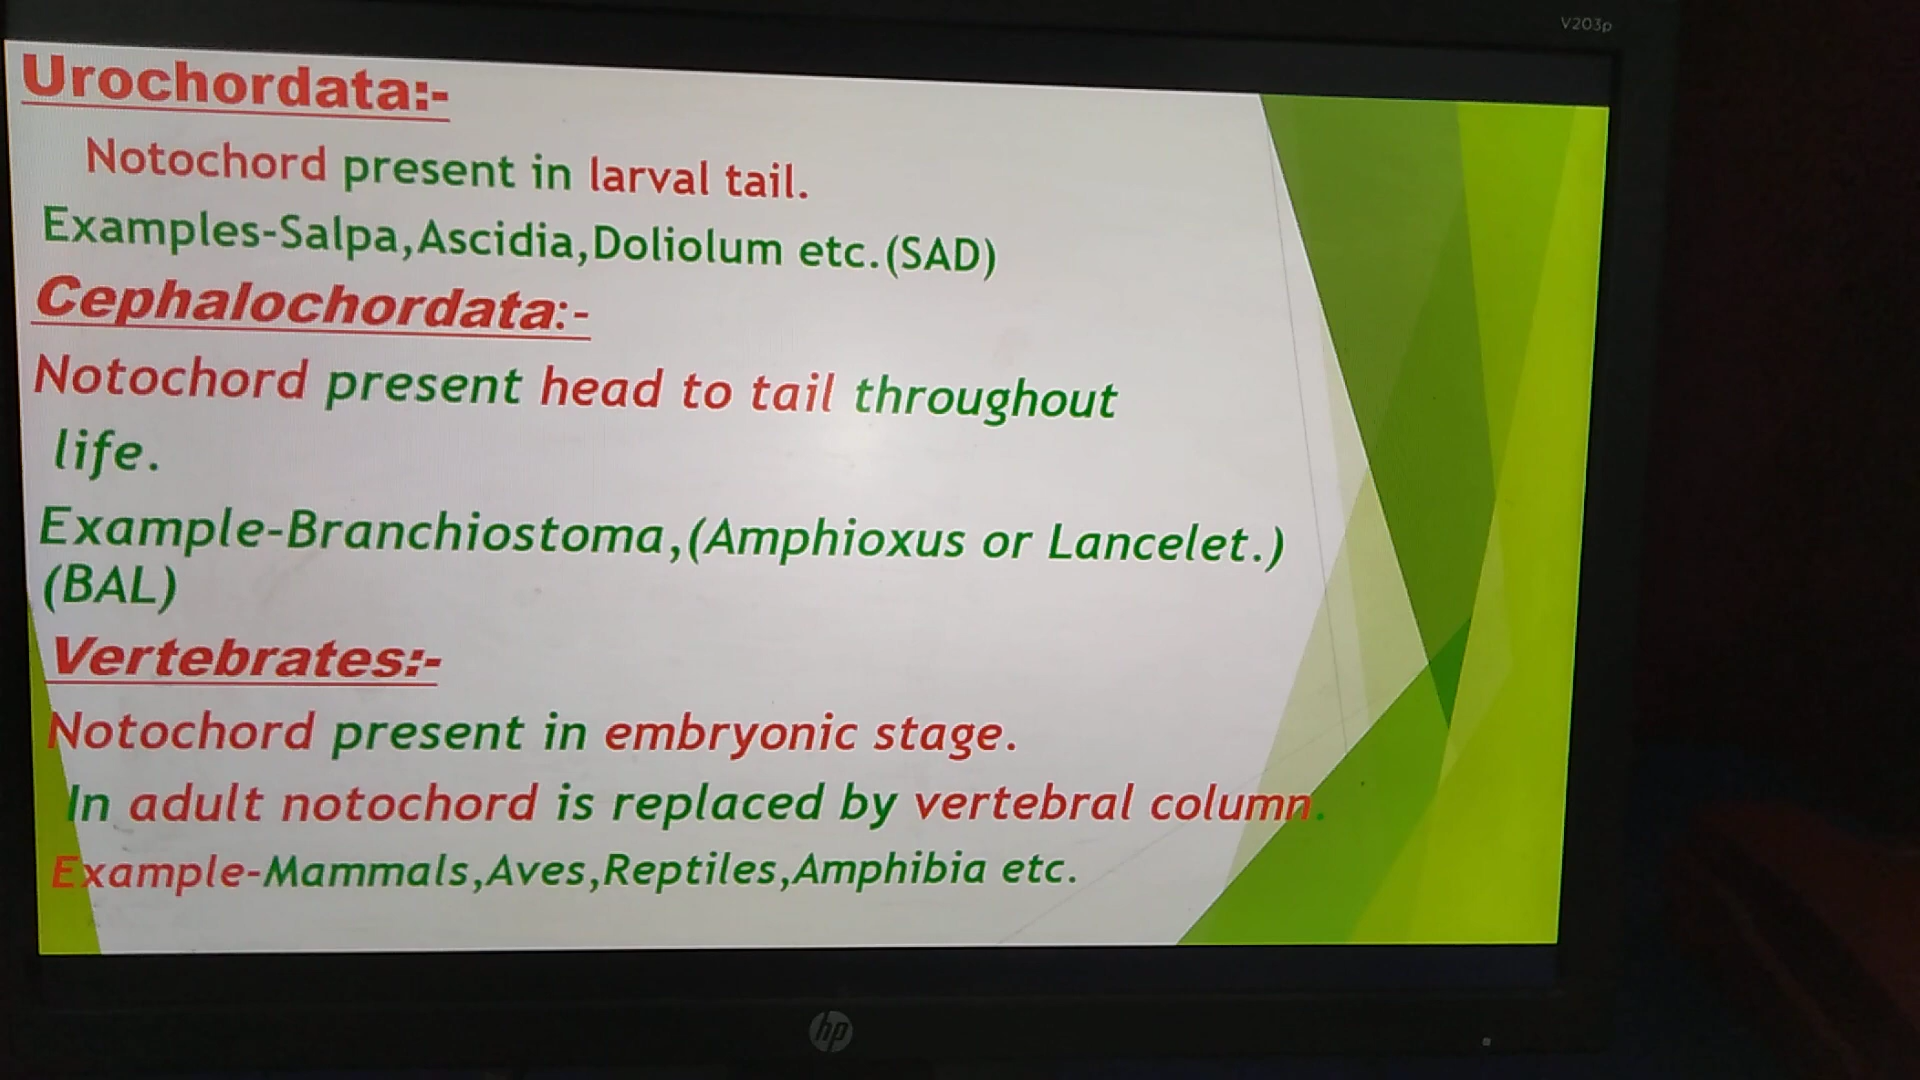 V203p
Urochordata:-
Notochord present in larval tail.
Examples-Salpa,Ascidia,Doliolum etc.(SAD)
Cephalochordata:-
Notochord present head to tail throughout
life.
Example-Branchiostoma,(Amphioxus or Lancelet.)
(BAL)
Vertebrates:-
Notochord present in embryonic stage.
In adult notochord is replaced by vertebral column.
Example-Mammals,Aves,Reptiles,Amphibia etc.
hp